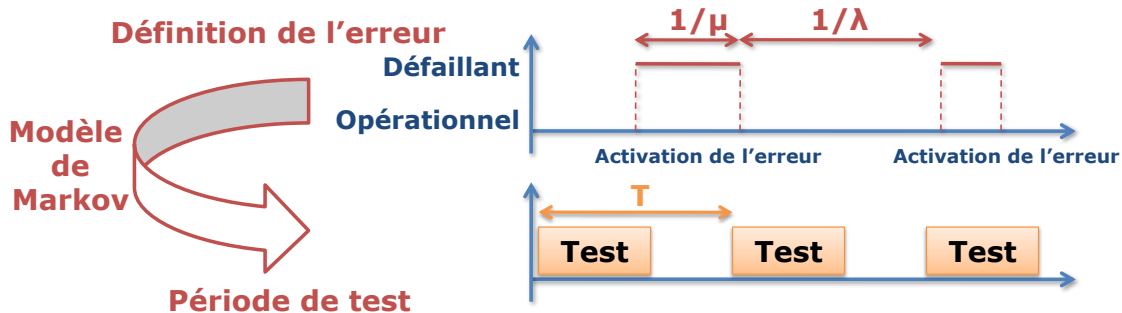 Définition de l’erreur
Modèle
de
Markov
Période de test
1/μ
1/λ
Défaillant
Opérationnel
Activation de l’erreur
Activation de l’erreur
T
Test
Test
Test